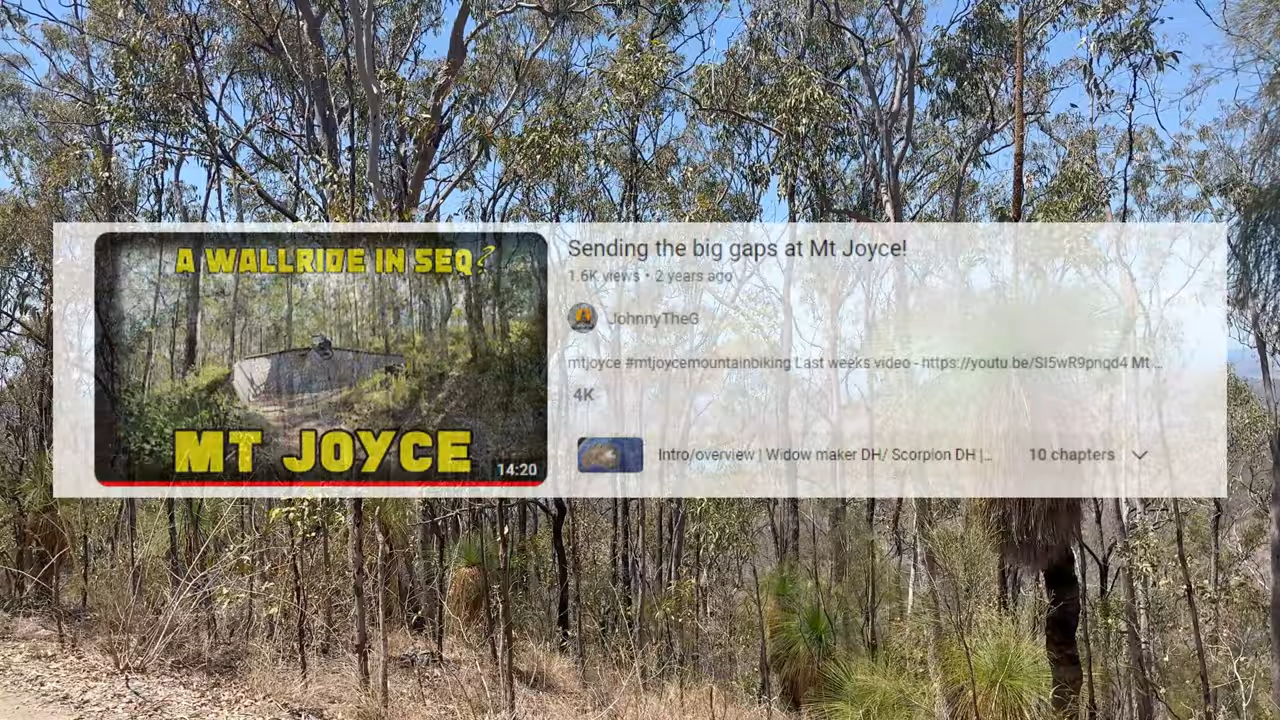 A WALLRIDE IN SEQ?
MT JOYCE
14:20
Sending the big gaps at Mt Joyce!
1.6K views • 2 years ago
JohnnyTheG
mtjoyce #mtjoycemountainbiking Last weeks video - https://youtu.be/SI5wR9pnqd4 Mt ...
4K
Intro/overview | Widow maker DH/ Scorpion DH |...
10 chapters